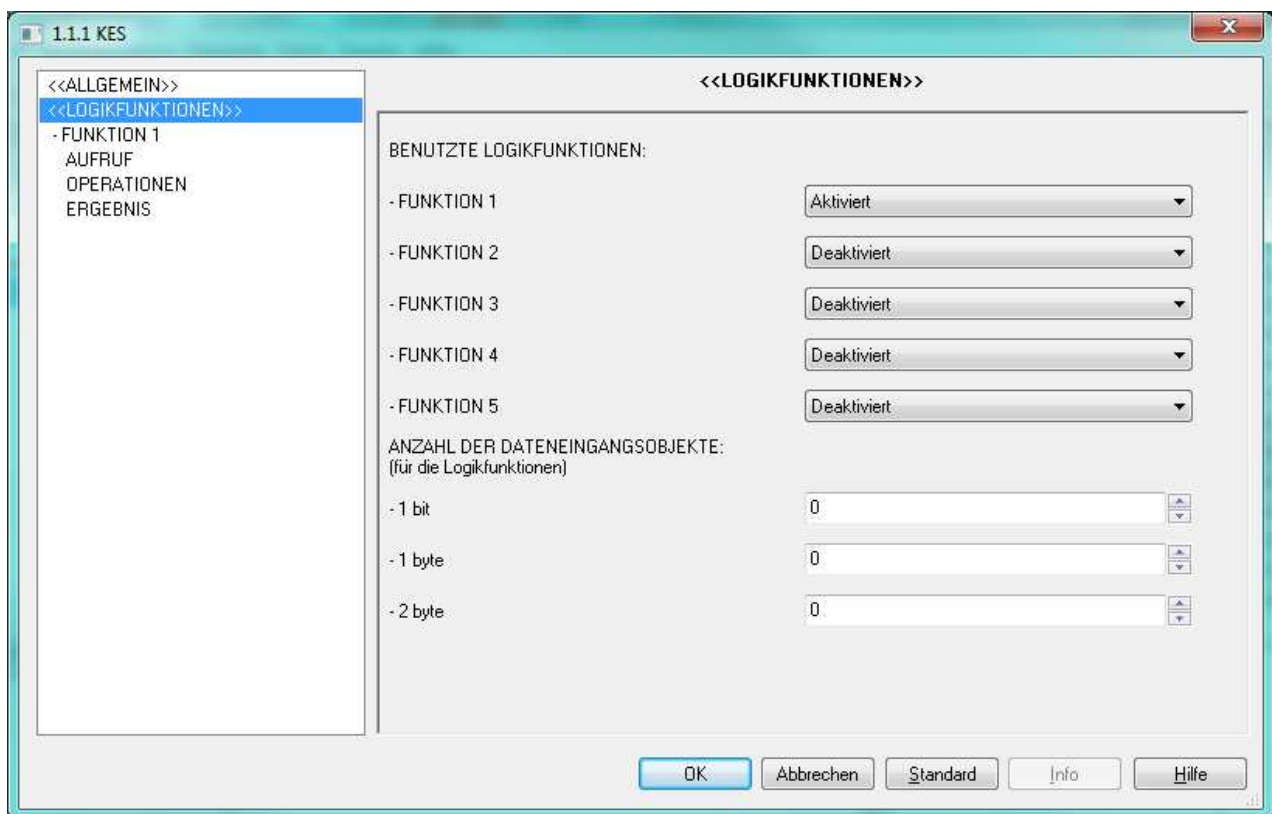 1.1.1 KES
<<ALLGEMEIN>>
<<LOGIKFUNKTIONEN>>
- FUNKTION 1
AUFRUF
OPERATIONEN
ERGEBNIS
<<LOGIKFUNKTIONEN>>
BENUTZTE LOGIKFUNKTIONEN:
- FUNKTION 1 Aktiviert
- FUNKTION 2 Deaktiviert
- FUNKTION 3 Deaktiviert
- FUNKTION 4 Deaktiviert
- FUNKTION 5 Deaktiviert
ANZAHL DER DATENEINGANGSOBJEKTE:
(für die Logikfunktionen)
- 1 bit 0
- 1 byte 0
- 2 byte 0
OK Abbrechen Standard Info Hilfe